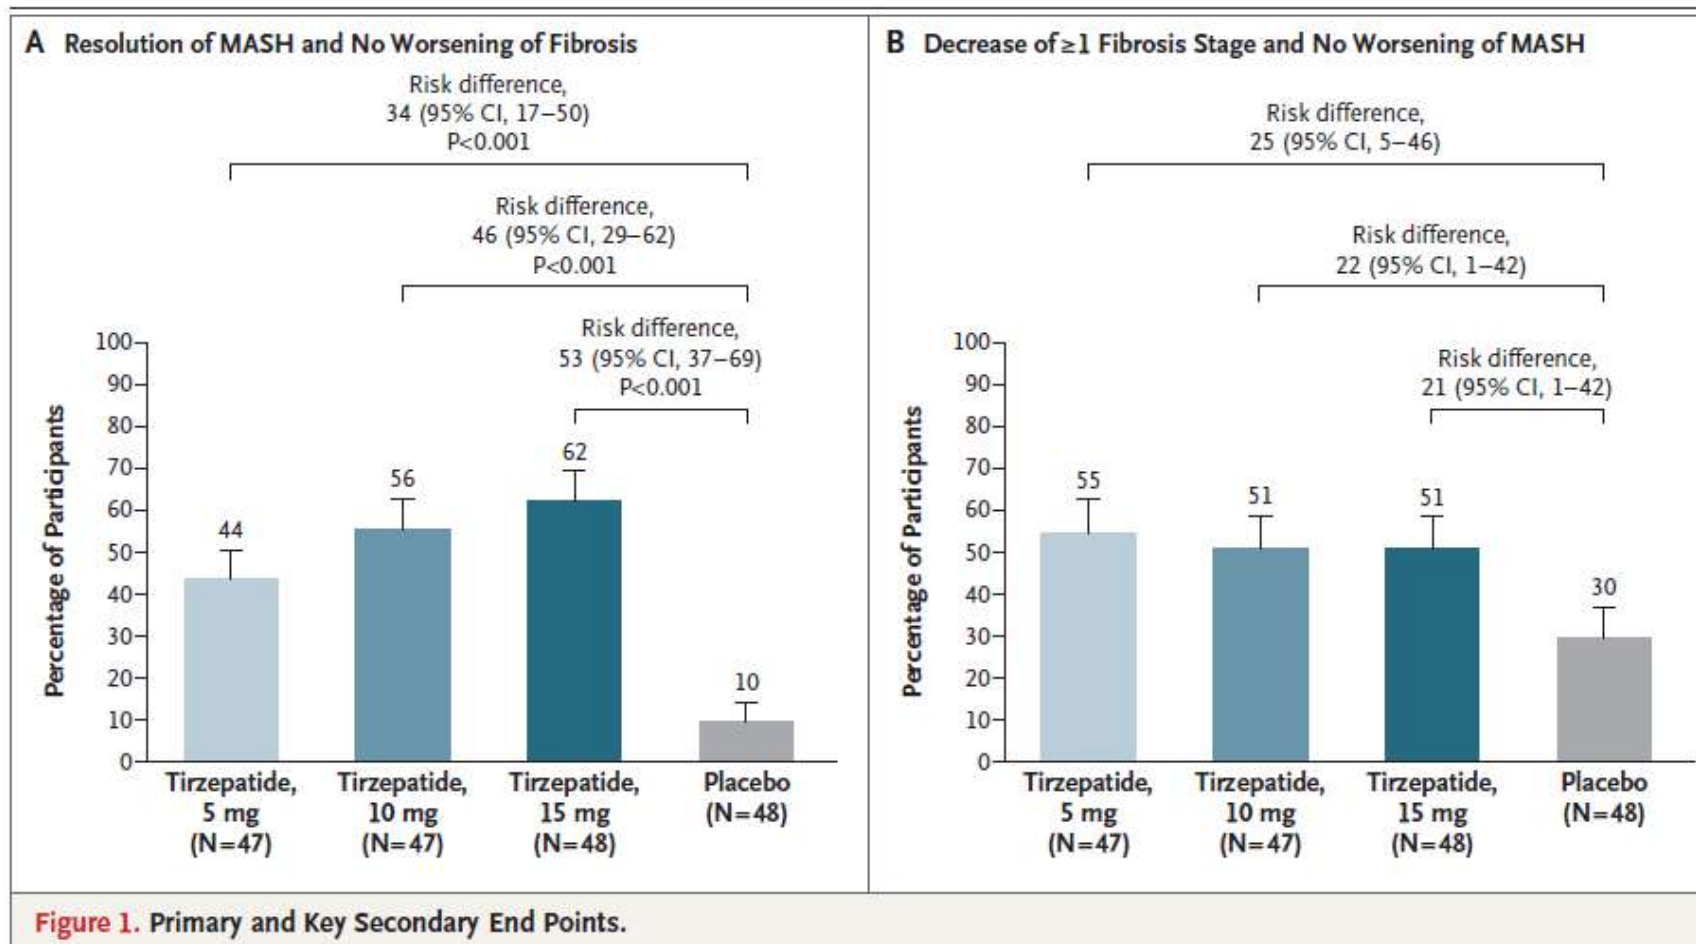 A Resolution of MASH and No Worsening of Fibrosis
Risk difference,
34 (95% CI, 17–50)
P<0.001
Risk difference,
46 (95% CI, 29–62)
P<0.001
Risk difference,
53 (95% CI, 37–69)
P<0.001
Percentage of Participants
100
90
80
70
60
50
40
30
20
10
0
44
56
62
10
Tirzepatide,
5 mg
(N=47)
Tirzepatide,
10 mg
(N=47)
Tirzepatide,
15 mg
(N=48)
Placebo
(N=48)
B Decrease of ≥1 Fibrosis Stage and No Worsening of MASH
Risk difference,
25 (95% CI, 5–46)
Risk difference,
22 (95% CI, 1–42)
Risk difference,
21 (95% CI, 1–42)
Percentage of Participants
100
90
80
70
60
50
40
30
20
10
0
55
51
51
30
Tirzepatide,
5 mg
(N=47)
Tirzepatide,
10 mg
(N=47)
Tirzepatide,
15 mg
(N=48)
Placebo
(N=48)
Figure 1. Primary and Key Secondary End Points.